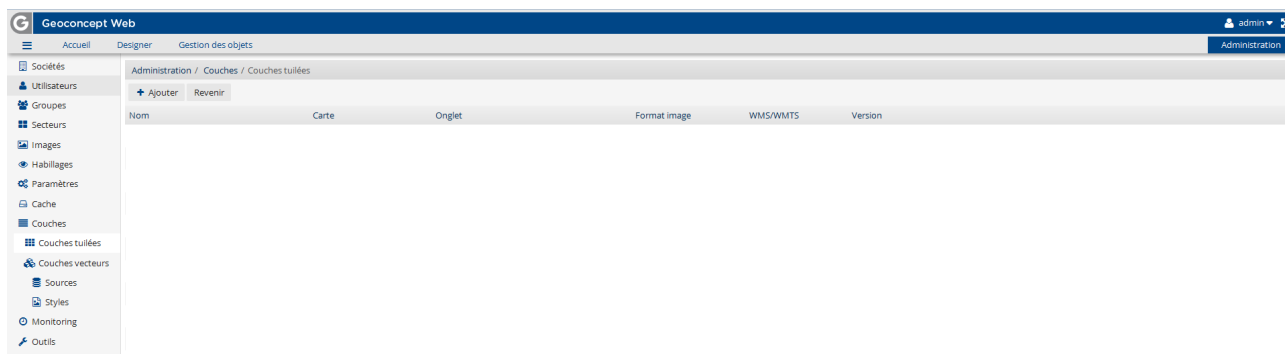 G Geoconcept Web
admin
Accueil Designer Gestion des objets
Administration
Sociétés
Utilisateurs
Groupes
Secteurs
Images
Habillages
Paramètres
Cache
Couches
Couches tuilées
Couches vecteurs
Sources
Styles
Monitoring
Outils
Administration / Couches / Couches tuilées
+ Ajouter Revenir
Nom Carte Onglet Format image WMS/WMTS Version